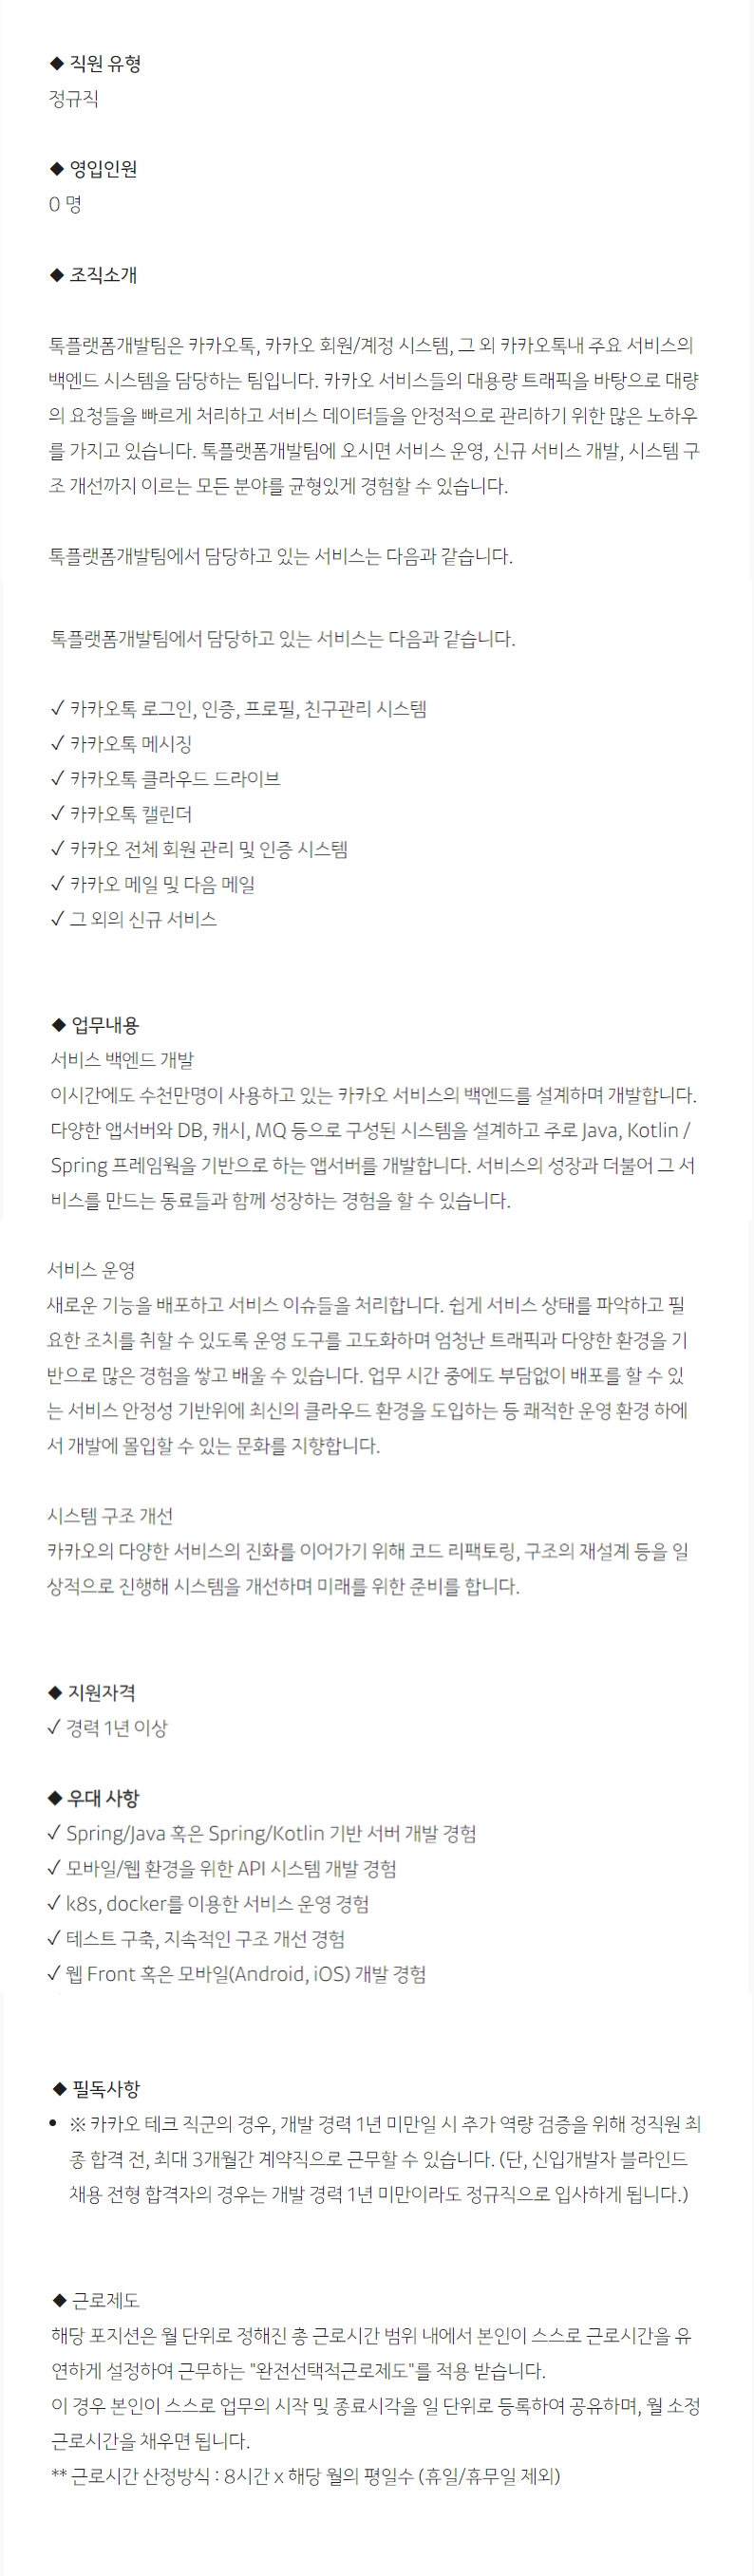 ◆ 직원 유형
정규직
◆ 영입인원
0 명
◆ 조직소개
톡플랫폼개발팀은 카카오톡, 카카오 회원/계정 시스템, 그 외 카카오톡내 주요 서비스의
백엔드 시스템을 담당하는 팀입니다. 카카오 서비스들의 대용량 트래픽을 바탕으로 대량
의 요청들을 빠르게 처리하고 서비스 데이터들을 안정적으로 관리하기 위한 많은 노하우
를 가지고 있습니다. 톡플랫폼개발팀에 오시면 서비스 운영, 신규 서비스 개발, 시스템 구
조 개선까지 이르는 모든 분야를 균형있게 경험할 수 있습니다.
톡플랫폼개발팀에서 담당하고 있는 서비스는 다음과 같습니다.
톡플랫폼개발팀에서 담당하고 있는 서비스는 다음과 같습니다.
✓ 카카오톡 로그인, 인증, 프로필, 친구관리 시스템
✓ 카카오톡 메시징
✓ 카카오톡 클라우드 드라이브
✓ 카카오톡 캘린더
✓ 카카오 전체 회원 관리 및 인증 시스템
✓ 카카오 메일 및 다음 메일
✓ 그 외의 신규 서비스
◆ 업무내용
서비스 백엔드 개발
이시간에도 수천만명이 사용하고 있는 카카오 서비스의 백엔드를 설계하며 개발합니다.
다양한 앱서버와 DB, 캐시, MQ 등으로 구성된 시스템을 설계하고 주로 Java, Kotlin /
Spring 프레임웍을 기반으로 하는 앱서버를 개발합니다. 서비스의 성장과 더불어 그 서
비스를 만드는 동료들과 함께 성장하는 경험을 할 수 있습니다.
서비스 운영
새로운 기능을 배포하고 서비스 이슈들을 처리합니다. 쉽게 서비스 상태를 파악하고 필
요한 조치를 취할 수 있도록 운영 도구를 고도화하며 엄청난 트래픽과 다양한 환경을 기
반으로 많은 경험을 쌓고 배울 수 있습니다. 업무 시간 중에도 부담없이 배포를 할 수 있
는 서비스 안정성 기반위에 최신의 클라우드 환경을 도입하는 등 쾌적한 운영 환경 하에
서 개발에 몰입할 수 있는 문화를 지향합니다.
시스템 구조 개선
카카오의 다양한 서비스의 진화를 이어가기 위해 코드 리팩토링, 구조의 재설계 등을 일
상적으로 진행해 시스템을 개선하며 미래를 위한 준비를 합니다.
◆ 지원자격
✓ 경력 1년 이상
◆ 우대 사항
✓ Spring/Java 혹은 Spring/Kotlin 기반 서버 개발 경험
✓ 모바일/웹 환경을 위한 API 시스템 개발 경험
✓ k8s, docker를 이용한 서비스 운영 경험
✓ 테스트 구축, 지속적인 구조 개선 경험
✓ 웹 Front 혹은 모바일(Android, iOS) 개발 경험
◆ 필독사항
• ※ 카카오 테크 직군의 경우, 개발 경력 1년 미만일 시 추가 역량 검증을 위해 정직원 최
종 합격 전, 최대 3개월간 계약직으로 근무할 수 있습니다. (단, 신입개발자 블라인드
채용 전형 합격자의 경우는 개발 경력 1년 미만이라도 정규직으로 입사하게 됩니다.)
◆ 근로제도
해당 포지션은 월 단위로 정해진 총 근로시간 범위 내에서 본인이 스스로 근로시간을 유
연하게 설정하여 근무하는 "완전선택적근로제도"를 적용 받습니다.
이 경우 본인이 스스로 업무의 시작 및 종료시각을 일 단위로 등록하여 공유하며, 월 소정
근로시간을 채우면 됩니다.
** 근로시간 산정방식 : 8시간 x 해당 월의 평일수 (휴일/휴무일 제외)